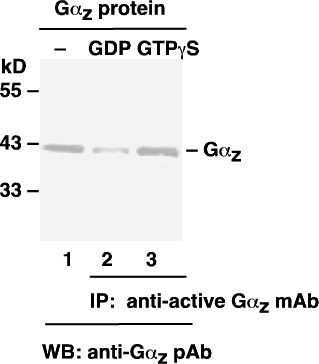 Gαz protein
– GDP GTPγS
kD
55 –
43 –
– Gαz
33 –
1 2 3
IP: anti-active Gαz mAb
WB: anti-Gαz pAb